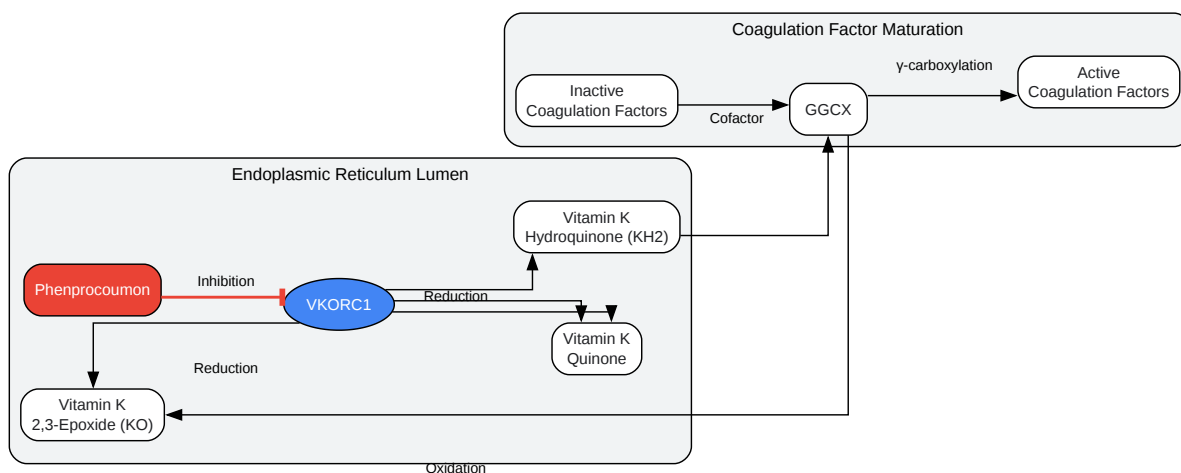 Coagulation Factor Maturation
Inactive
Coagulation Factors
Cofactor
GGCX
γ-carboxylation
Active
Coagulation Factors
Endoplasmic Reticulum Lumen
Vitamin K
Hydroquinone (KH2)
Phenprocoumon
Inhibition
VKORC1
Reduction
Vitamin K
Quinone
Reduction
Vitamin K
2,3-Epoxide (KO)
Oxidation